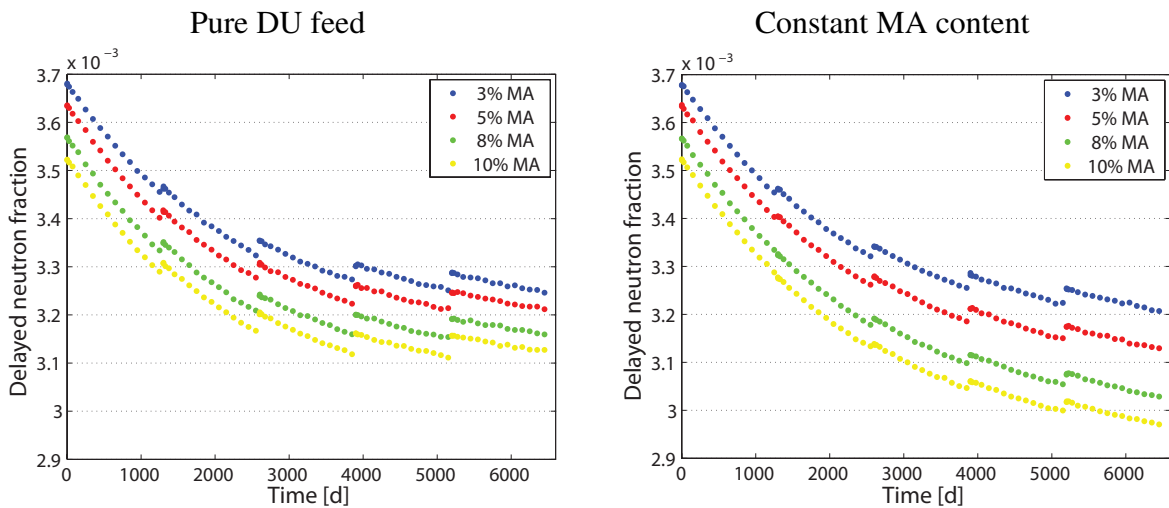 Pure DU feed
x 10 −3
3.7
3.6
3.5
3.4
3.3
3.2
3.1
3
2.9
Delayed neutron fraction
3% MA
5% MA
8% MA
10% MA
0 1000 2000 3000 4000 5000 6000
Time [d]
Constant MA content
x 10 −3
3.7
3.6
3.5
3.4
3.3
3.2
3.1
3
2.9
Delayed neutron fraction
3% MA
5% MA
8% MA
10% MA
0 1000 2000 3000 4000 5000 6000
Time [d]